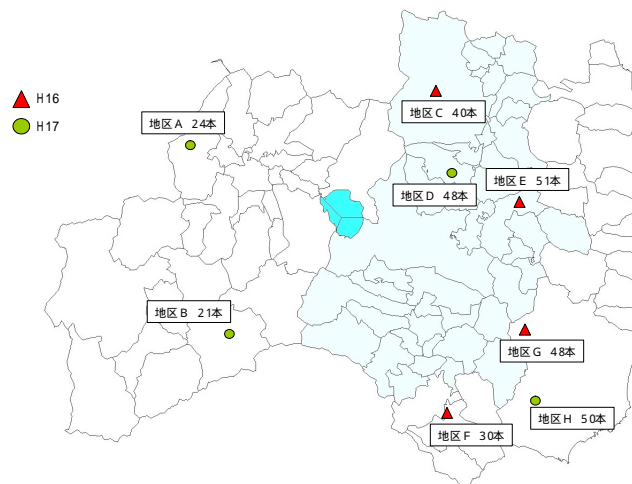 H16
H17
地区A 24本
地区B 21本
地区C 40本
地区D 48本
地区E 51本
地区G 48本
地区H 50本
地区F 30本